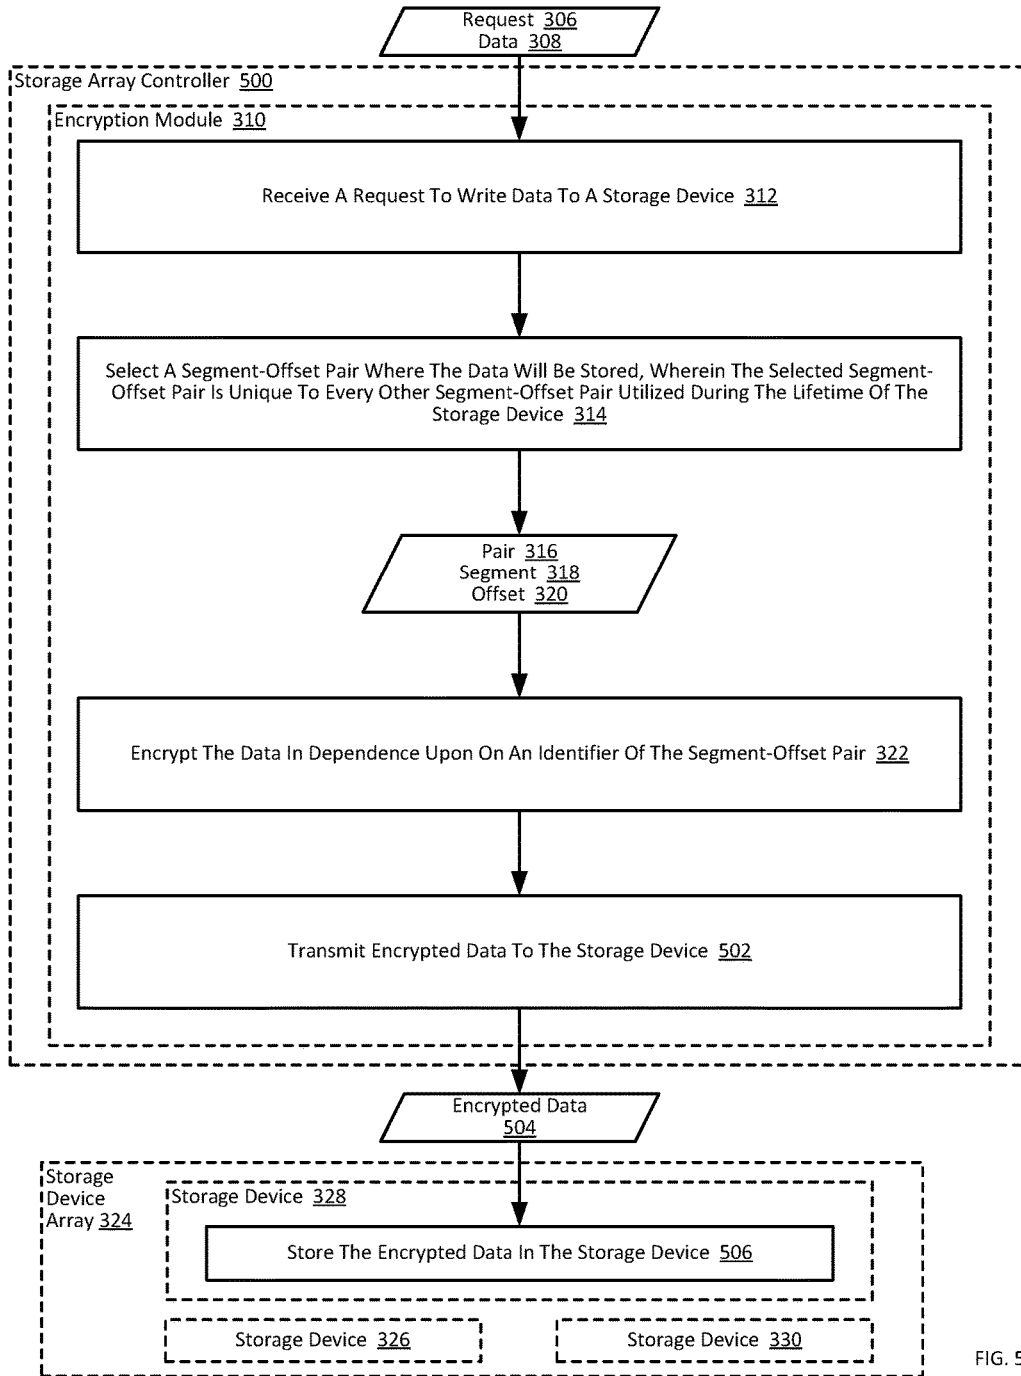 Request 306
Data 308
Storage Array Controller 500
Encryption Module 310
Receive A Request To Write Data To A Storage Device 312
Select A Segment-Offset Pair Where The Data Will Be Stored, Wherein The Selected Segment-
Offset Pair Is Unique To Every Other Segment-Offset Pair Utilized During The Lifetime Of The
Storage Device 314
Pair 316
Segment 318
Offset 320
Encrypt The Data In Dependence Upon On An Identifier Of The Segment-Offset Pair 322
Transmit Encrypted Data To The Storage Device 502
Encrypted Data
504
Storage
Device
Array 324
Storage Device 328
Store The Encrypted Data In The Storage Device 506
Storage Device 326
Storage Device 330
FIG. 5